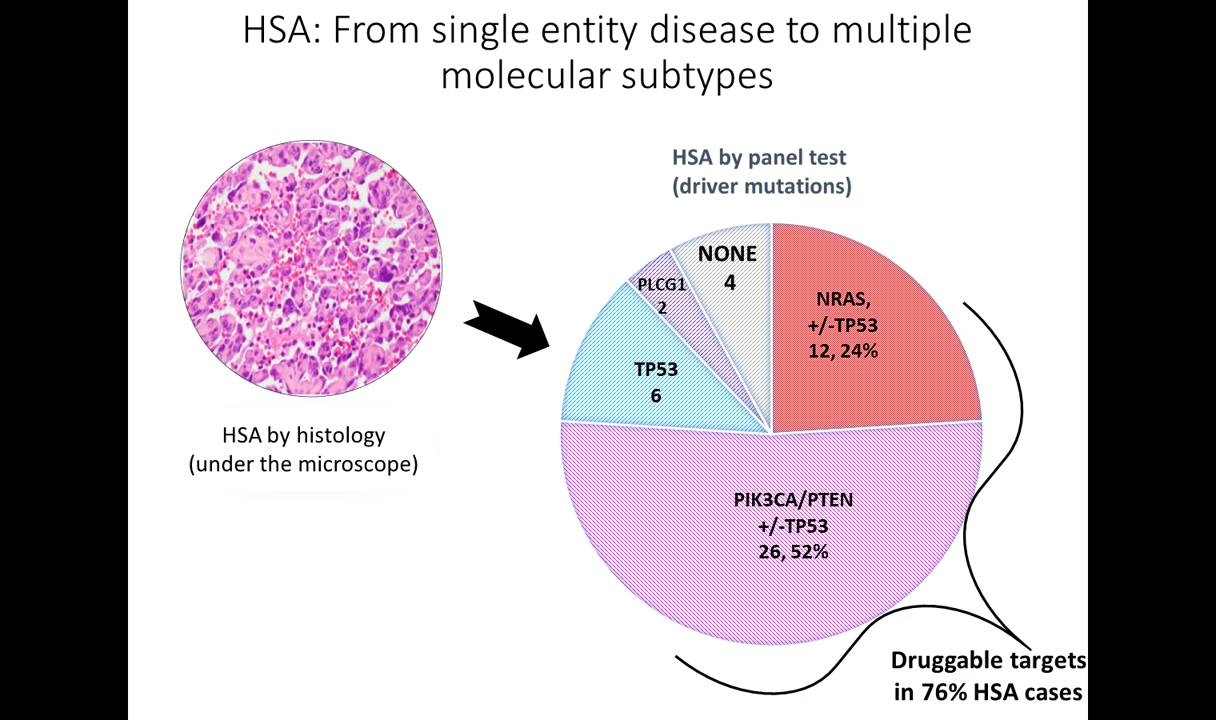 HSA: From single entity disease to multiple
molecular subtypes
HSA by histology
(under the microscope)
HSA by panel test
(driver mutations)
NONE
4
PLCG1
2
TP53
6
NRAS,
+/-TP53
12, 24%
PIK3CA/PTEN
+/-TP53
26, 52%
Druggable targets
in 76% HSA cases